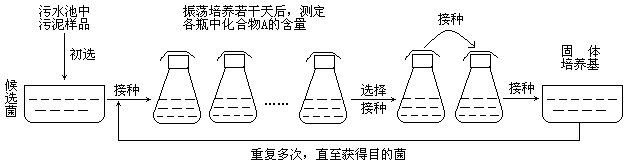 污水池中
污泥样品
初选
候选菌
接种
振荡培养若干天后，测定
各瓶中化合物A的含量
……
选择
接种
接种
接种
固 体
培养基
重复多次，直至获得目的菌